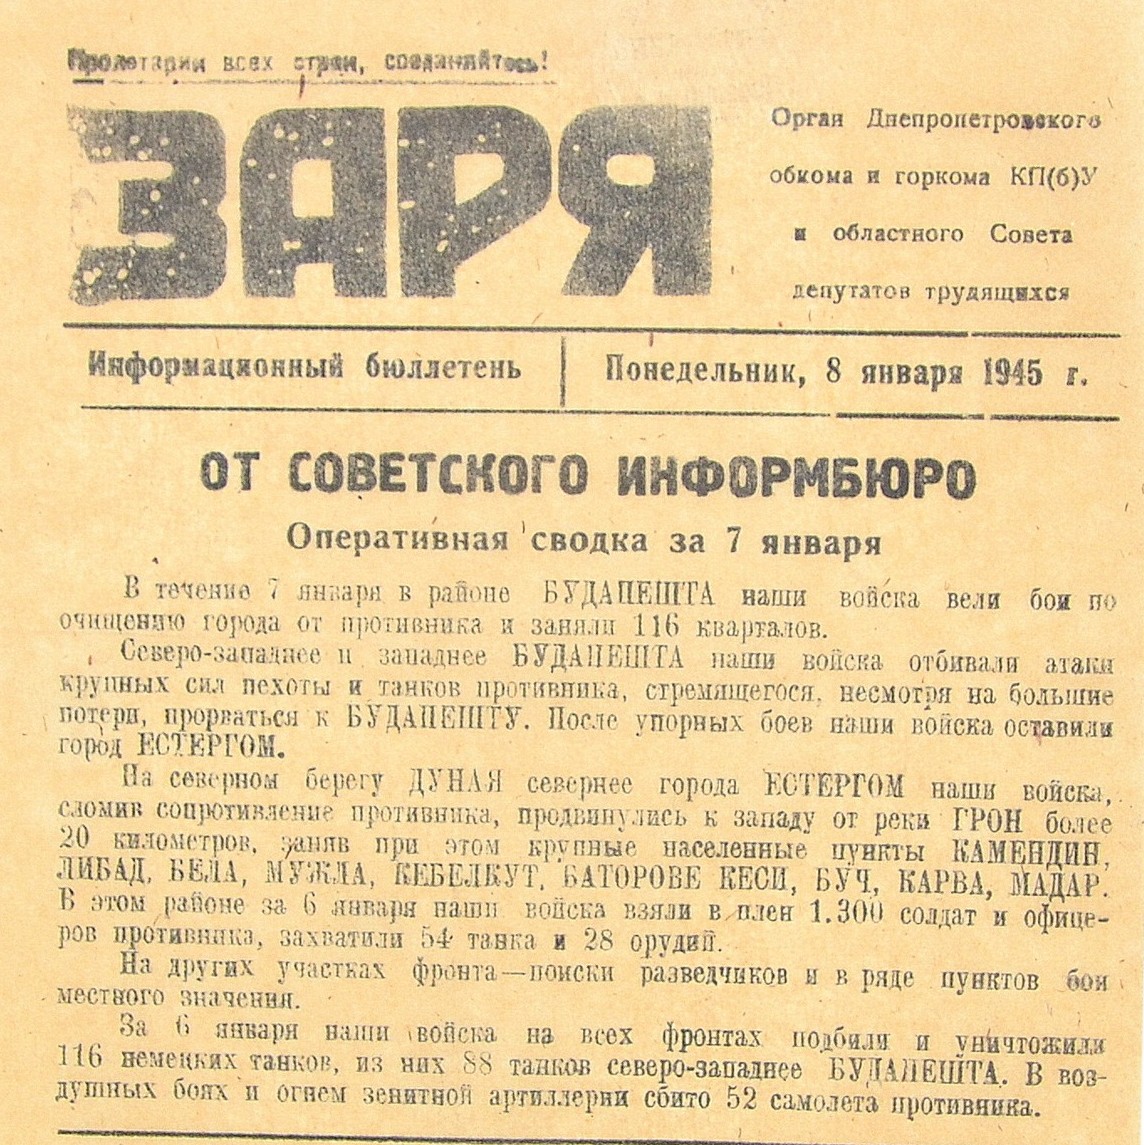 Пролетарии всех стран, соединяйтесь!
ЗАРЯ
Орган Днепропетровского
обкома и горкома КП(б)У
и областного Совета
депутатов трудящихся
Информационный бюллетень
Понедельник, 8 января 1945 г.
ОТ СОВЕТСКОГО ИНФОРМБЮРО
Оперативная сводка за 7 января
В течение 7 января в районе БУДАПЕШТА наши войска вели бои по
очищению города от противника и заняли 116 кварталов.
Северо-западнее и западнее БУДАПЕШТА наши войска отбивали атаки
крупных сил пехоты и танков противника, стремящегося, несмотря на большие
потери, прорваться к БУДАПЕШТУ. После упорных боев наши войска оставили
город ЕСТЕРГОМ.
На северном берегу ДУНАЯ севернее города ЕСТЕРГОМ наши войска,
сломив сопротивление противника, продвинулись к западу от реки ГРОН более
20 километров, заняв при этом крупные населенные пункты КАМЕНДИН,
ЛИБАД, БЕЛА, МУЖЛА, КЕБЕЛКУТ, БАТОРОВЕ КЕСИ, БУЧ, КАРВА, МАДАР.
В этом районе за 6 января наши войска взяли в плен 1.300 солдат и офице-
ров противника, захватили 54 танка и 28 орудий.
На других участках фронта—поиски разведчиков и в ряде пунктов бои
местного значения.
За 6 января наши войска на всех фронтах подбили и уничтожили
116 немецких танков, из них 88 танков северо-западнее БУДАПЕШТА. В воз-
душных боях и огнем зенитной артиллерии сбито 52 самолета противника.